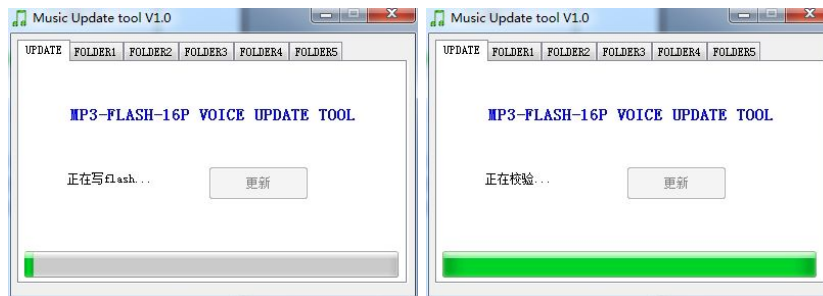 Music Update tool V1.0
UPDATE FOLDER1 FOLDER2 FOLDER3 FOLDER4 FOLDER5
MP3-FLASH-16P VOICE UPDATE TOOL
正在写flash...
更新
Music Update tool V1.0
UPDATE FOLDER1 FOLDER2 FOLDER3 FOLDER4 FOLDER5
MP3-FLASH-16P VOICE UPDATE TOOL
正在校验...
更新